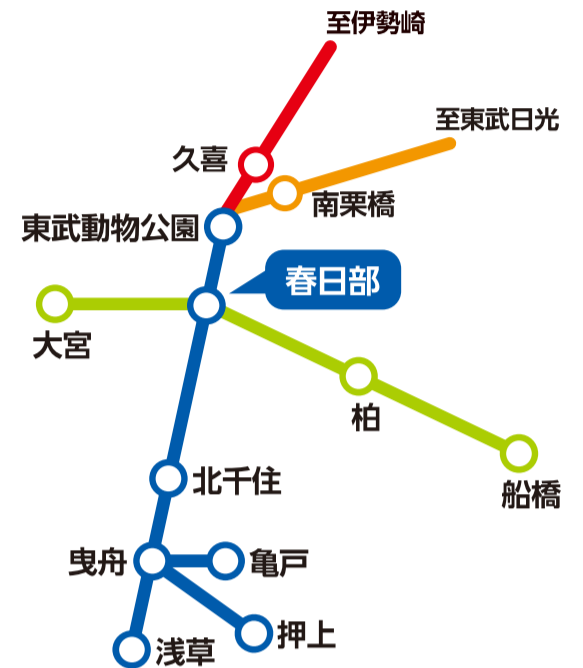 至伊勢崎
至東武日光
久喜
南栗橋
東武動物公園
春日部
大宮
柏
船橋
北千住
曳舟
亀戸
押上
浅草